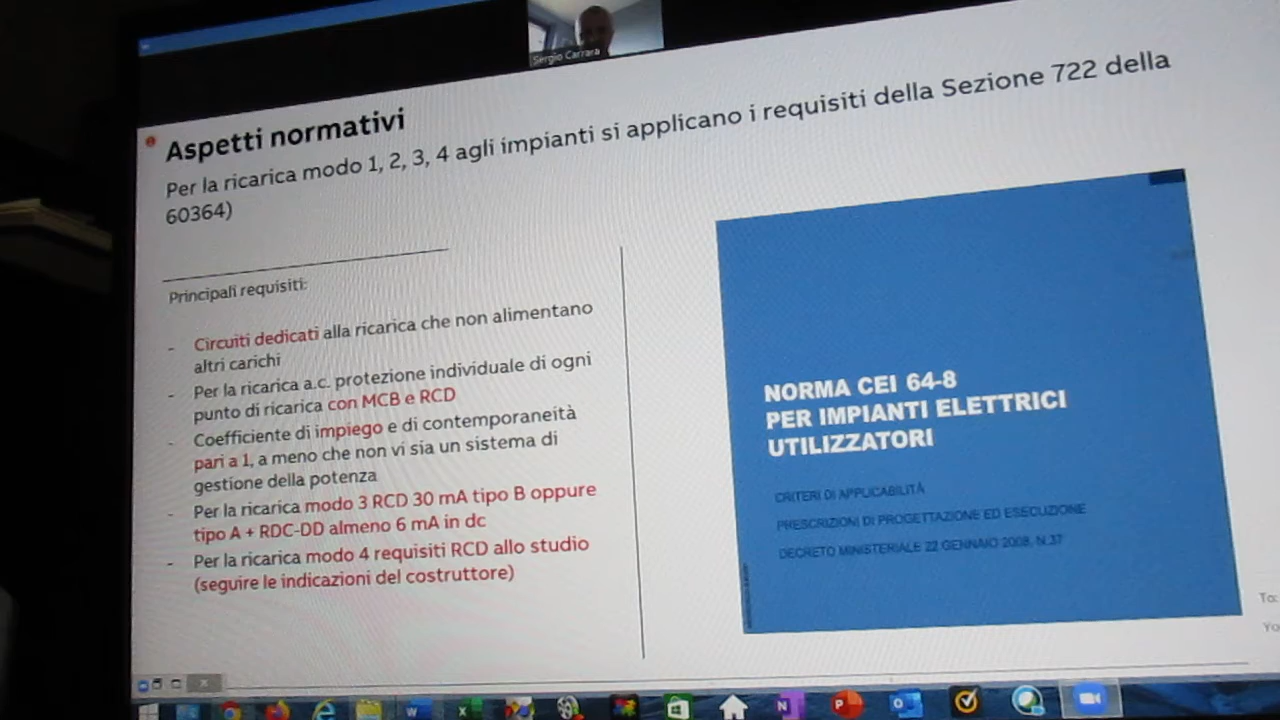 Sergio Carrara
Aspetti normativi
Per la ricarica modo 1, 2, 3, 4 agli impianti si applicano i requisiti della Sezione 722 della
60364)
Principali requisiti:
- Circuiti dedicati alla ricarica che non alimentano
altri carichi
- Per la ricarica a.c. protezione individuale di ogni
punto di ricarica con MCB e RCD
- Coefficiente di impiego e di contemporaneità
pari a 1, a meno che non vi sia un sistema di
gestione della potenza
- Per la ricarica modo 3 RCD 30 mA tipo B oppure
tipo A + RDC-DD almeno 6 mA in dc
- Per la ricarica modo 4 requisiti RCD allo studio
(seguire le indicazioni del costruttore)
NORMA CEI 64-8
PER IMPIANTI ELETTRICI
UTILIZZATORI
CRITERI DI APPLICABILITÀ
PRESCRIZIONI DI PROGETTAZIONE ED ESECUZIONE
DECRETO MINISTERIALE 22 GENNAIO 2008, N.37
To:
Yo